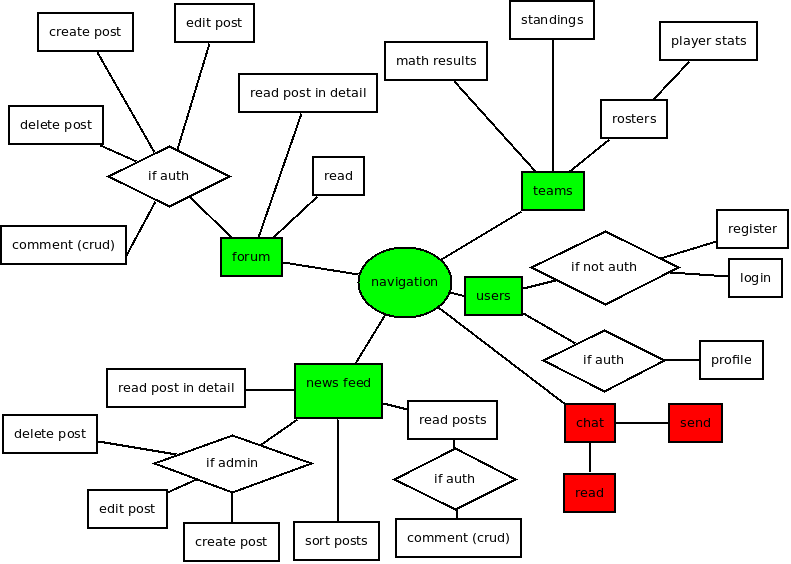 standings
edit post
create post
player stats
math results
read post in detail
rosters
delete post
if auth
read
teams
register
comment (crud)
forum
if not auth
login
navigation
users
if auth
profile
news feed
read post in detail
read posts
chat
send
delete post
if admin
if auth
read
edit post
create post
sort posts
comment (crud)